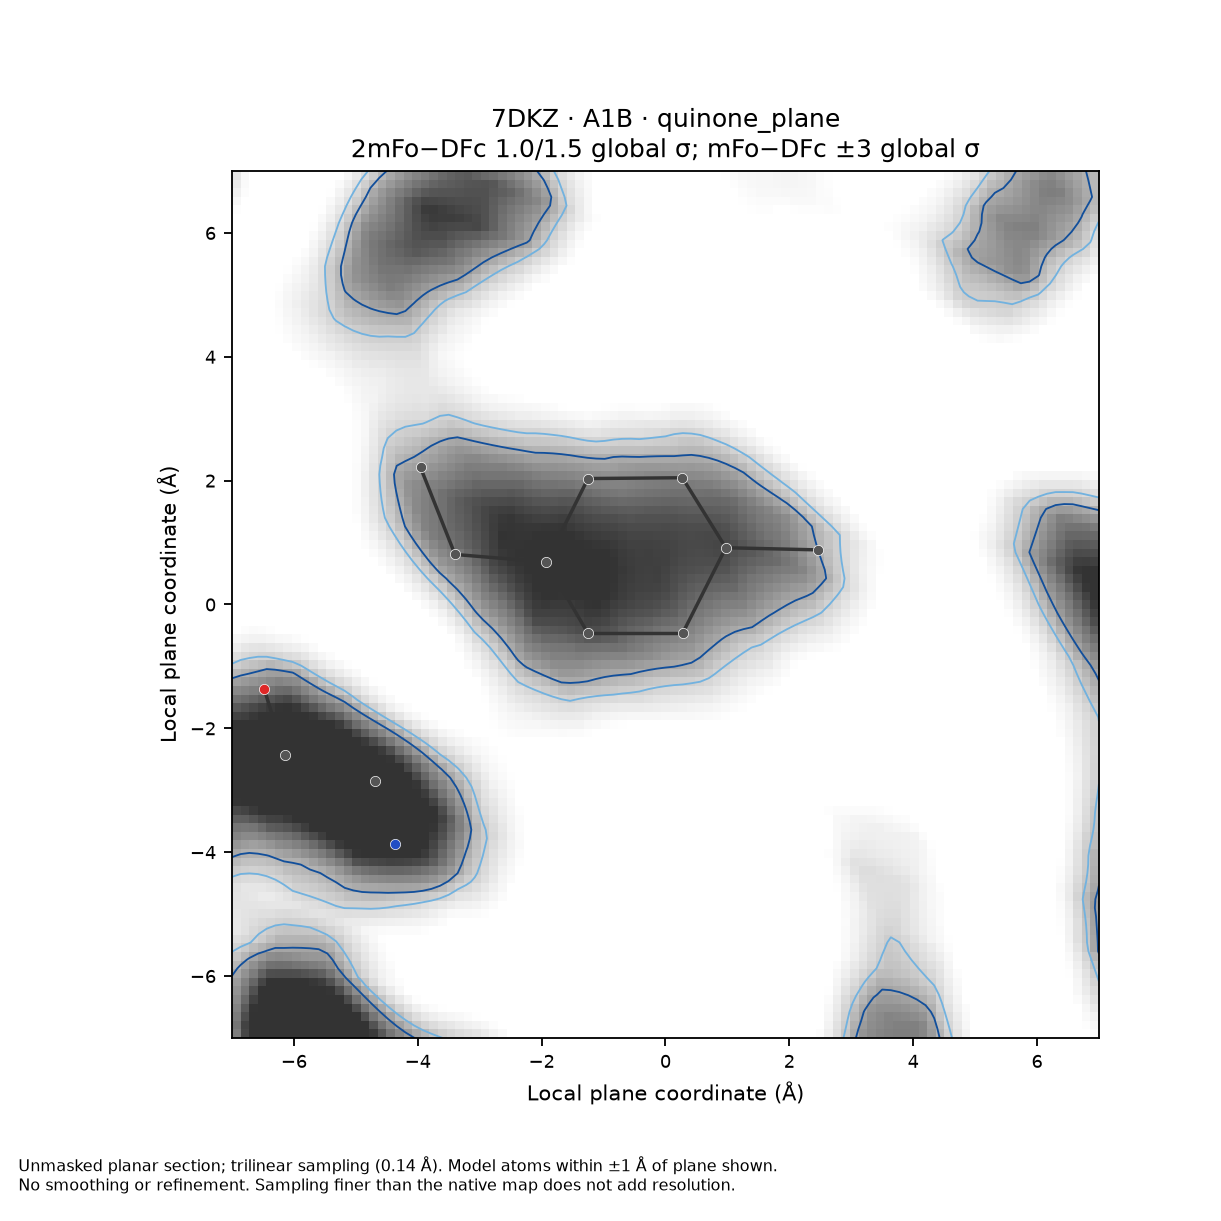 7DKZ · A1B · quinone_plane
2mFo−DFc 1.0/1.5 global σ; mFo−DFc ±3 global σ
Local plane coordinate (Å)
6
4
2
0
−2
−4
−6
−6 −4 −2 0 2 4 6
Local plane coordinate (Å)
Unmasked planar section; trilinear sampling (0.14 Å). Model atoms within ±1 Å of plane shown.
No smoothing or refinement. Sampling finer than the native map does not add resolution.